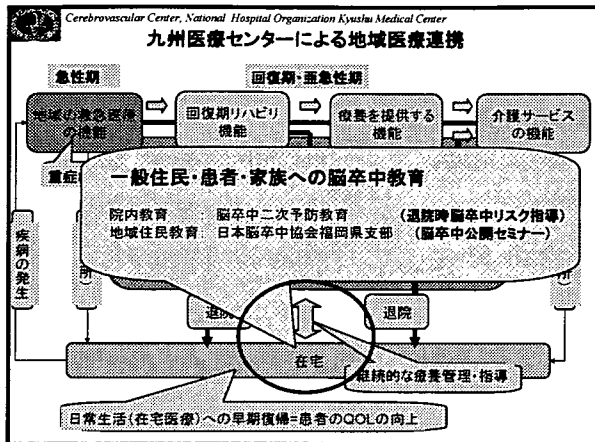 Cerebrovascular Center, National Hospital Organization Kyushu Medical Center
九州医療センターによる地域医療連携
急性期
回復期・亜急性期
地域の救急医療
の機能
回復期リハビリ
機能
療養を提供する
機能
介護サービス
の機能
重症
一般住民・患者・家族への脳卒中教育
院内教育 : 脳卒中二次予防教育 (退院時脳卒中リスク指導)
地域住民教育: 日本脳卒中協会福岡県支部 (脳卒中公開セミナー)
疾病の発生
所
所)
退院
退院
在宅
継続的な療養管理・指導
日常生活(在宅医療)への早期復帰=患者のQOLの向上